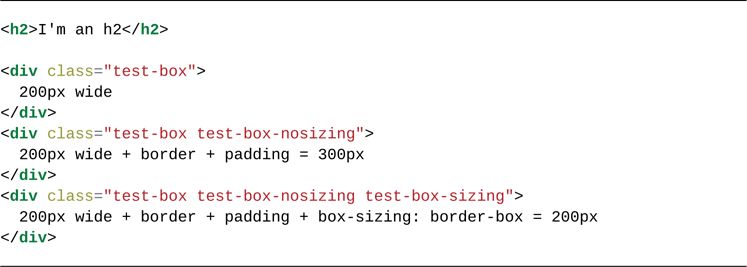 <h2>I'm an h2</h2>
<div class="test-box">
200px wide
</div>
<div class="test-box test-box-nosizing">
200px wide + border + padding = 300px
</div>
<div class="test-box test-box-nosizing test-box-sizing">
200px wide + border + padding + box-sizing: border-box = 200px
</div>